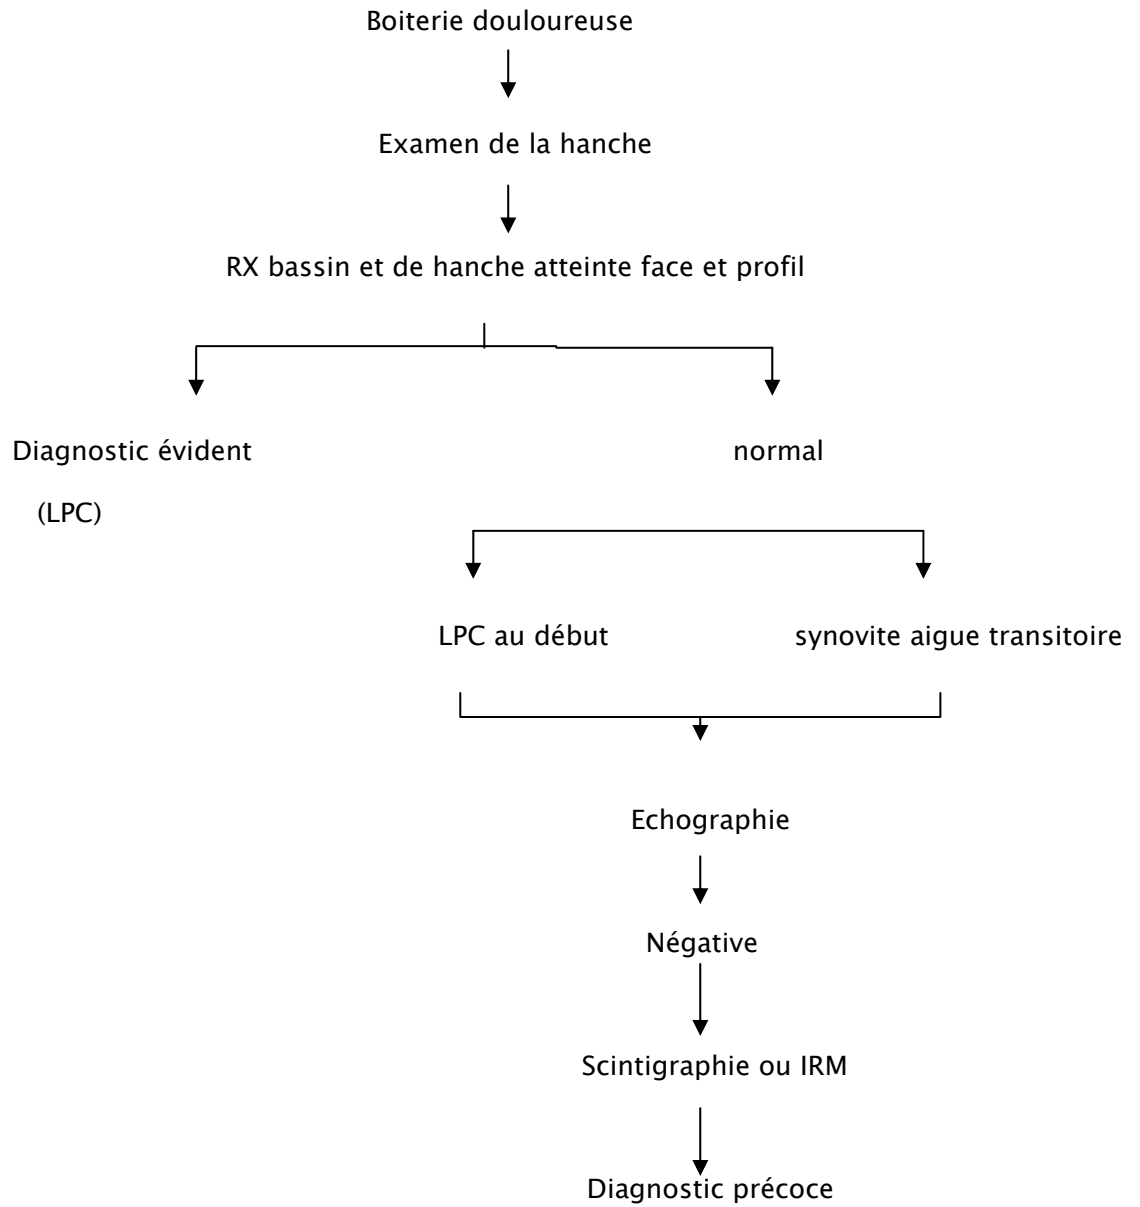 Boiterie douloureuse
Examen de la hanche
RX bassin et de hanche atteinte face et profil
Diagnostic évident
normal
(LPC)
LPC au début
synovite aigue transitoire
Echographie
Négative
Scintigraphie ou IRM
Diagnostic précoce